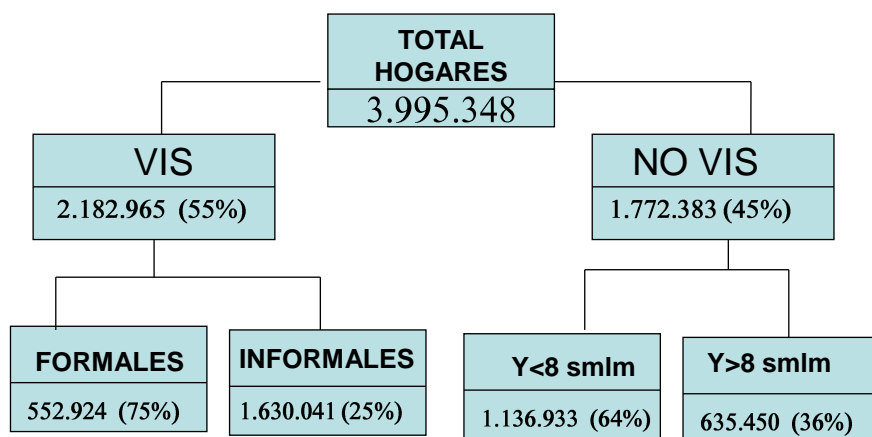 TOTAL
HOGARES
3.995.348
VIS
2.182.965 (55%)
NO VIS
1.772.383 (45%)
FORMALES
552.924 (75%)
INFORMALES
1.630.041 (25%)
Y<8 smlm
1.136.933 (64%)
Y>8 smlm
635.450 (36%)